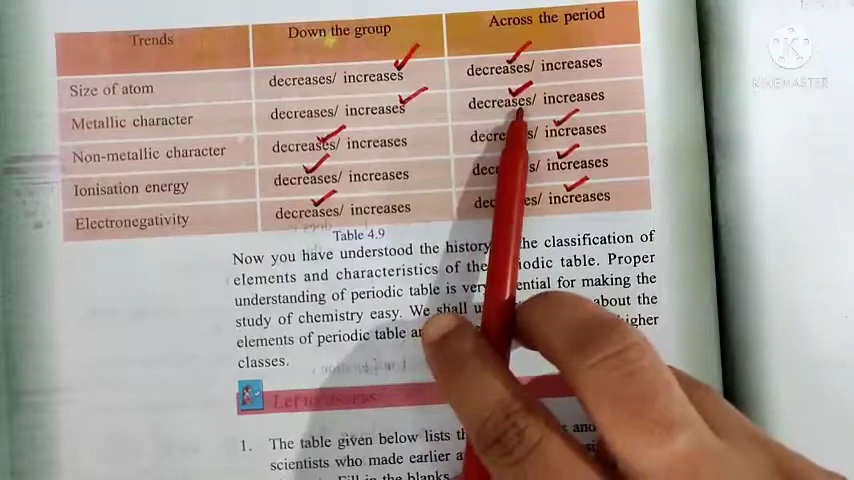 Trends Down the group Across the period
Size of atom decreases/ increases decreases/ increases
Metallic character decreases/ increases decreases/ increases
Non-metallic character decreases/ increases increases
Ionisation energy decreases/ increases increases
Electronegativity decreases/ increases increases
Table 4.9
Now you have understood the history the classification of
elements and characteristics of the table. Proper
understanding of periodic table is for making the
study of chemistry easy. We shall about the
elements of periodic table higher
classes.
1. The table given below lists
scientists who made earlier
Fill in the blanks
K
KINEMASTER